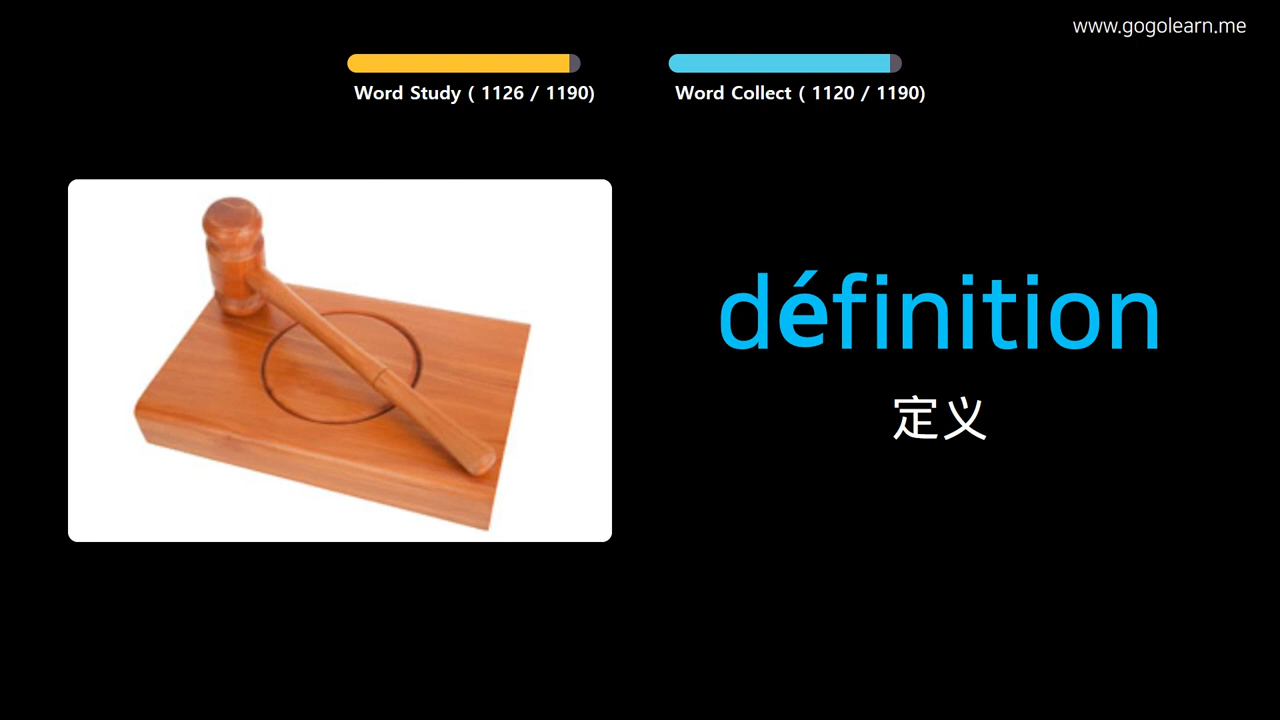 www.gogolearn.me
Word Study ( 1126 / 1190)
Word Collect ( 1120 / 1190)
définition
定义